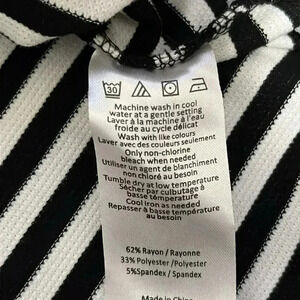 30
Machine wash in cool
water at a gentle setting
Laver à la machine à l'eau
froide au cycle délicat
Wash with like colours
Laver avec des couleurs seulement
Only non-chlorine
bleach when needed
Utiliser un agent de blanchiment
non chloré au besoin
Tumble dry at low temperature
Sécher par culbutage à
basse température
Cool iron as needed
Repasser à basse température
au besoin
62% Rayon / Rayonne
33% Polyester / Polyester
5%Spandex / Spandex
Made in China